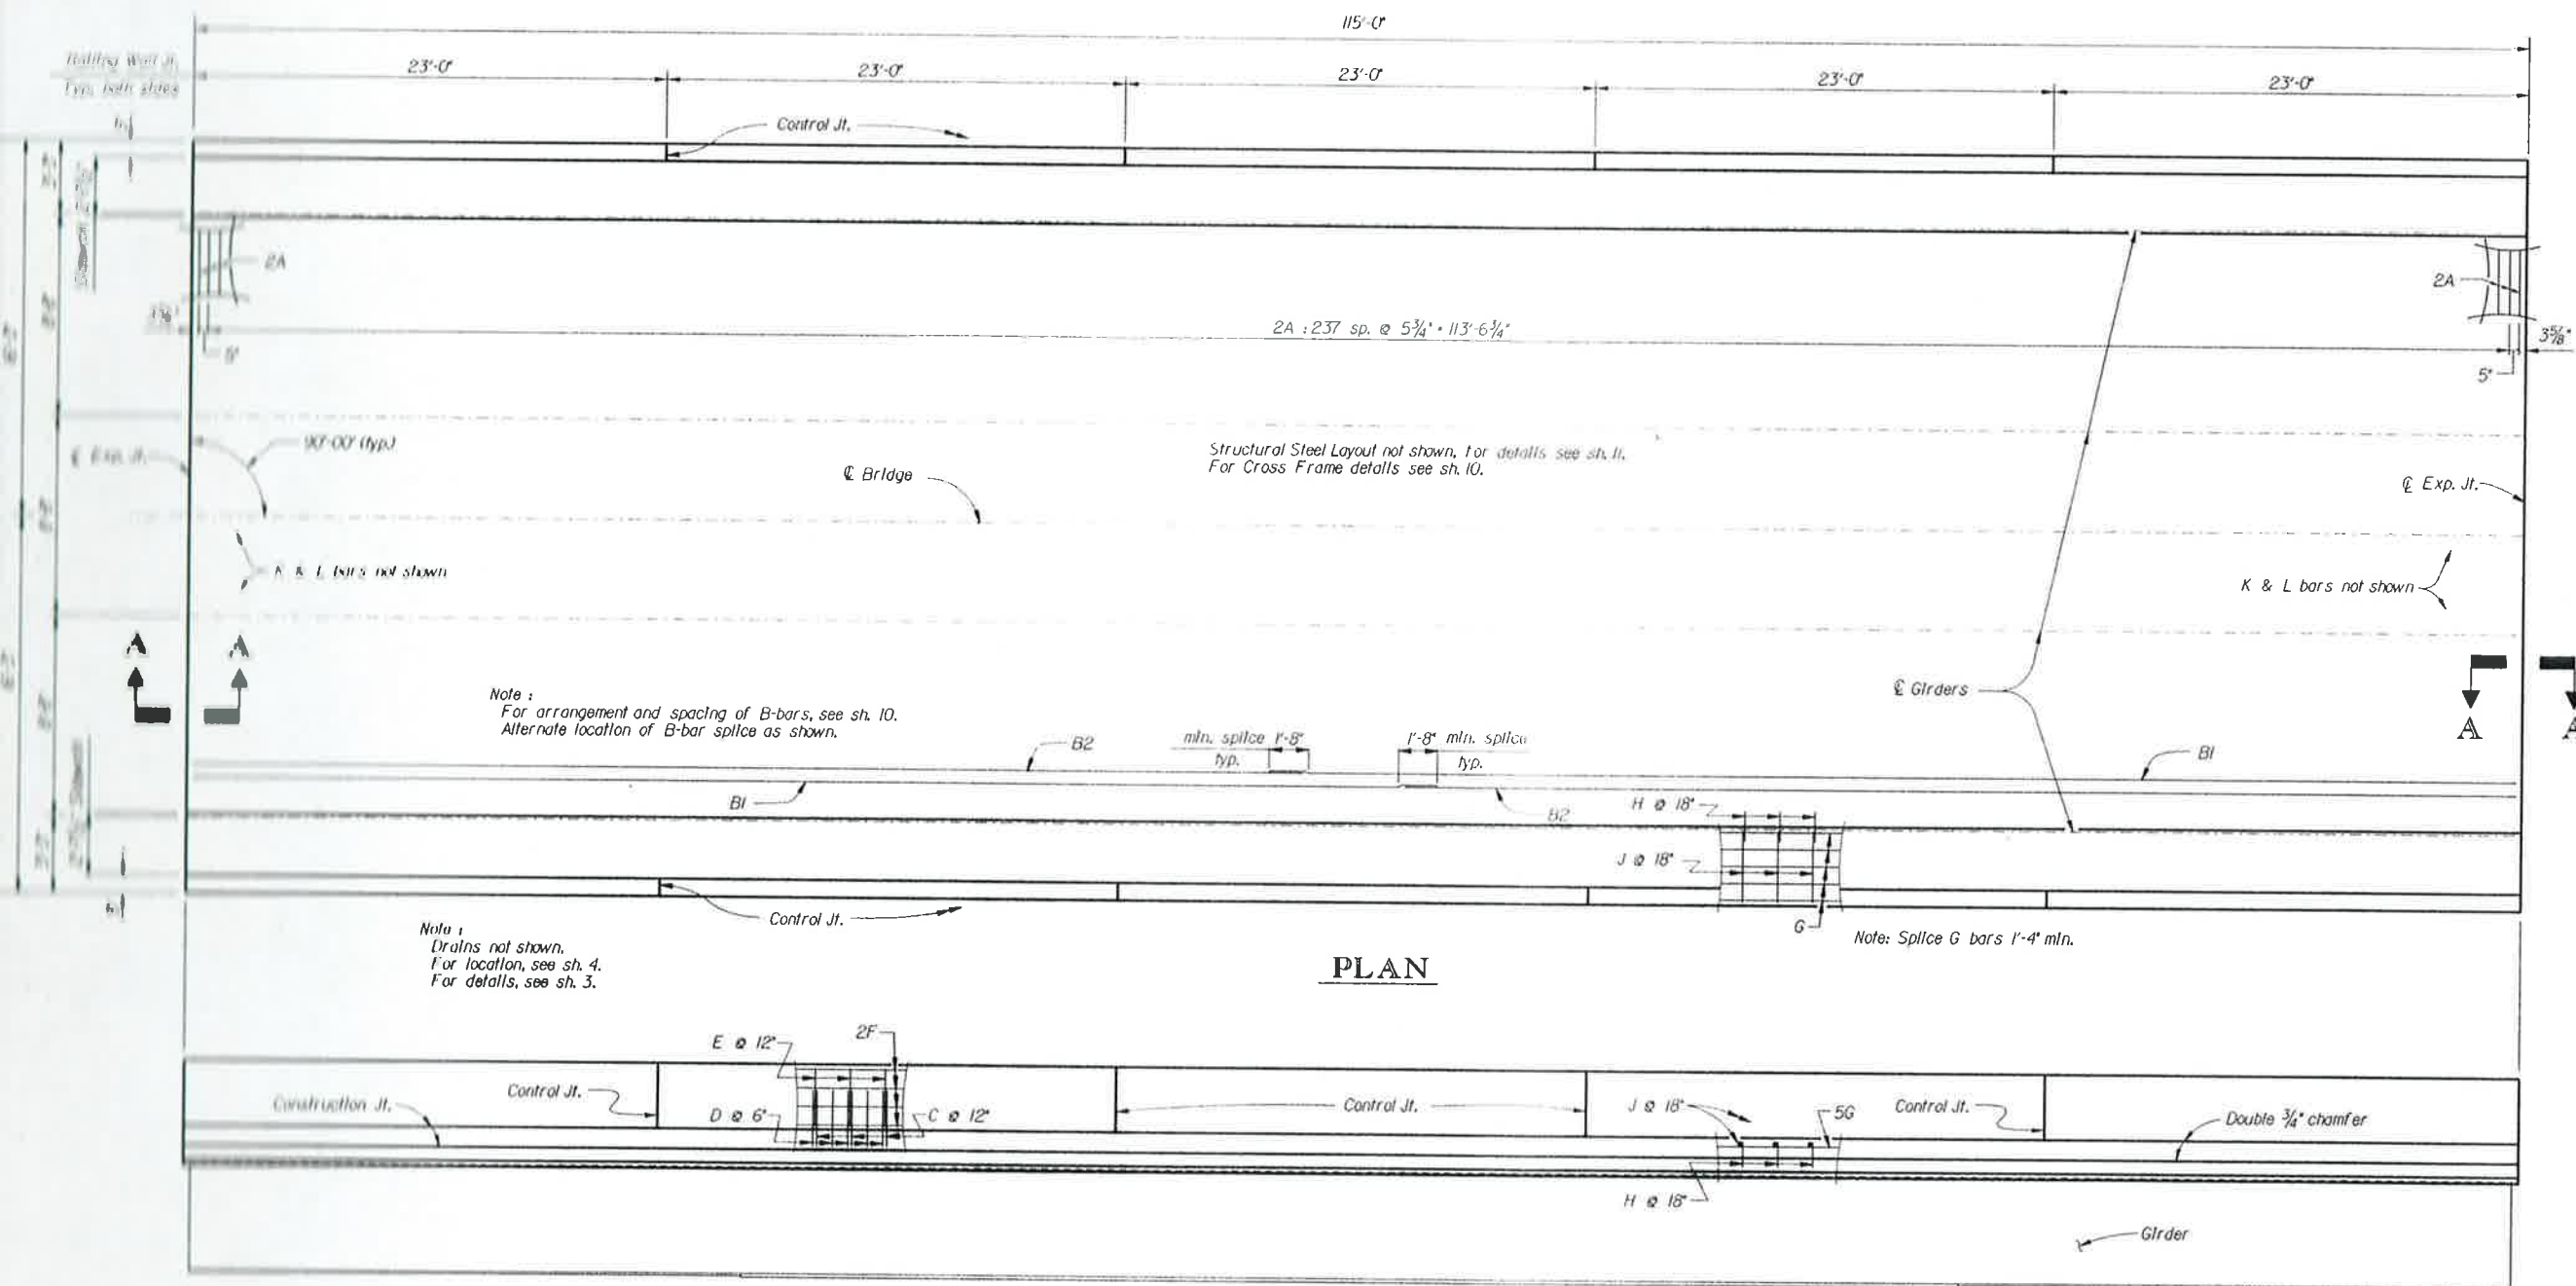 115'-0"
23'-0"
23'-0"
23'-0"
23'-0"
23'-0"
Typ. both sides
Control Jt.
2A
2A
2A : 237 sp. @ 5¾" = 113'-6¾"
3⅝"
5"
90°-00' (typ.)
℄ Exp. Jt.
Structural Steel Layout not shown, for details see sh. 11.
For Cross Frame details see sh. 10.
℄ Bridge
℄ Exp. Jt.
K & L bars not shown
K & L bars not shown
A
A
℄ Girders
A
A
Note :
For arrangement and spacing of B-bars, see sh. 10.
Alternate location of B-bar splice as shown.
B2
min. splice 1'-8"
typ.
1'-8" min. splice
typ.
B1
B1
B2
H @ 18"
J @ 18"
Control Jt.
G
Note: Splice G bars 1'-4" min.
Note :
Drains not shown.
For location, see sh. 4.
For details, see sh. 3.
PLAN
E @ 12"
2F
Construction Jt.
Control Jt.
D @ 6"
C @ 12"
Control Jt.
J @ 18"
5G
Control Jt.
Double ¾" chamfer
H @ 18"
Girder